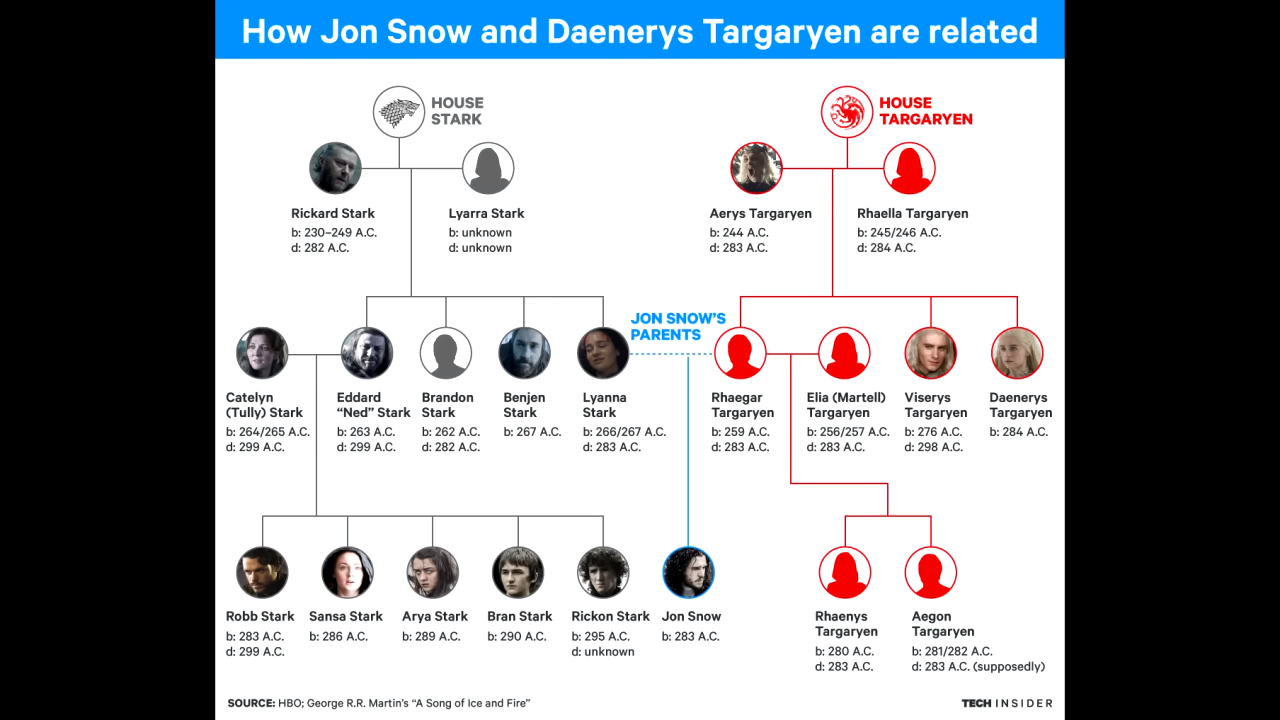 How Jon Snow and Daenerys Targaryen are related
HOUSE
STARK
HOUSE
TARGARYEN
Rickard Stark
b: 230–249 A.C.
d: 282 A.C.
Lyarra Stark
b: unknown
d: unknown
Aerys Targaryen
b: 244 A.C.
d: 283 A.C.
Rhaella Targaryen
b: 245/246 A.C.
d: 284 A.C.
JON SNOW'S
PARENTS
Catelyn
(Tully) Stark
b: 264/265 A.C.
d: 299 A.C.
Eddard
“Ned” Stark
b: 263 A.C.
d: 299 A.C.
Brandon
Stark
b: 262 A.C.
d: 282 A.C.
Benjen
Stark
b: 267 A.C.
Lyanna
Stark
b: 266/267 A.C.
d: 283 A.C.
Rhaegar
Targaryen
b: 259 A.C.
d: 283 A.C.
Elia (Martell)
Targaryen
b: 256/257 A.C.
d: 283 A.C.
Viserys
Targaryen
b: 276 A.C.
d: 298 A.C.
Daenerys
Targaryen
b: 284 A.C.
Robb Stark
b: 283 A.C.
d: 299 A.C.
Sansa Stark
b: 286 A.C.
Arya Stark
b: 289 A.C.
Bran Stark
b: 290 A.C.
Rickon Stark
b: 295 A.C.
d: unknown
Jon Snow
b: 283 A.C.
Rhaenys
Targaryen
b: 280 A.C.
d: 283 A.C.
Aegon
Targaryen
b: 281/282 A.C.
d: 283 A.C. (supposedly)
SOURCE: HBO; George R.R. Martin's “A Song of Ice and Fire”
TECH INSIDER